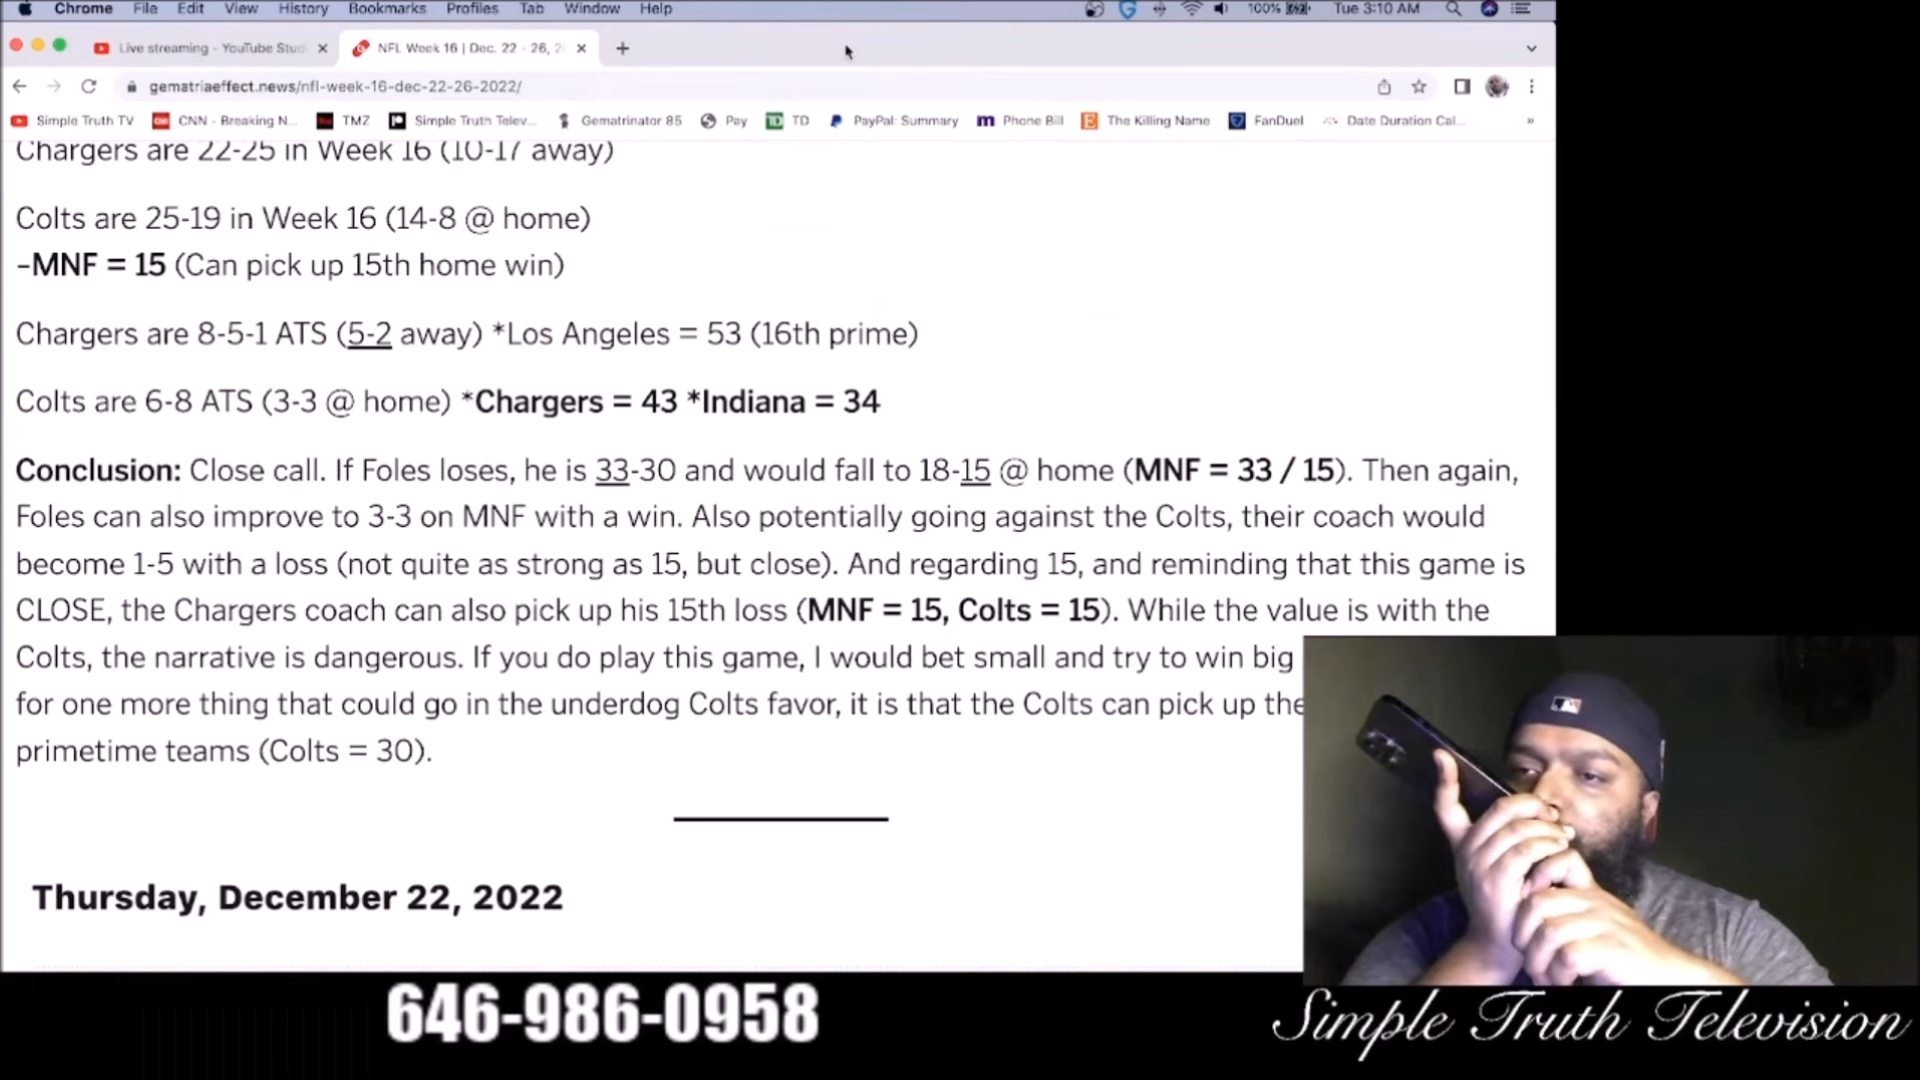 Chrome File Edit View History Bookmarks Profiles Tab Window Help 100% Tue 3:10 AM
Live streaming - YouTube Stud NFL Week 16 | Dec. 22 - 26, 2
gematriaeffect.news/nfl-week-16-dec-22-26-2022/
Simple Truth TV CNN - Breaking N... TMZ Simple Truth Telev... Gematrinator 85 Pay TD TD PayPal: Summary m Phone Bill E The Killing Name FanDuel Date Duration Cal... »
Chargers are 22-25 in Week 16 (10-17 away)
Colts are 25-19 in Week 16 (14-8 @ home)
–MNF = 15 (Can pick up 15th home win)
Chargers are 8-5-1 ATS (5-2 away) *Los Angeles = 53 (16th prime)
Colts are 6-8 ATS (3-3 @ home) *Chargers = 43 *Indiana = 34
Conclusion: Close call. If Foles loses, he is 33-30 and would fall to 18-15 @ home (MNF = 33 / 15). Then again,
Foles can also improve to 3-3 on MNF with a win. Also potentially going against the Colts, their coach would
become 1-5 with a loss (not quite as strong as 15, but close). And regarding 15, and reminding that this game is
CLOSE, the Chargers coach can also pick up his 15th loss (MNF = 15, Colts = 15). While the value is with the
Colts, the narrative is dangerous. If you do play this game, I would bet small and try to win big
for one more thing that could go in the underdog Colts favor, it is that the Colts can pick up the
primetime teams (Colts = 30).
Thursday, December 22, 2022
646-986-0958
Simple Truth Television